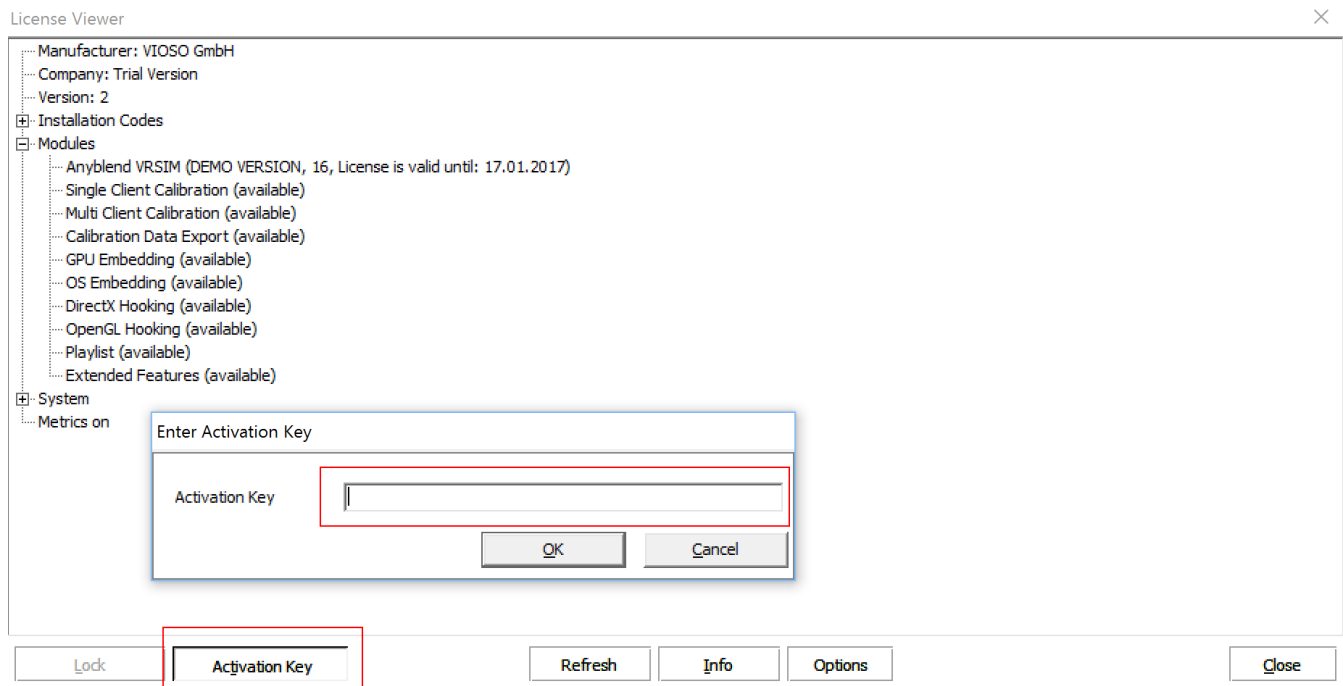 License Viewer
Manufacturer: VIOSO GmbH
Company: Trial Version
Version: 2
Installation Codes
Modules
Anyblend VRSIM (DEMO VERSION, 16, License is valid until: 17.01.2017)
Single Client Calibration (available)
Multi Client Calibration (available)
Calibration Data Export (available)
GPU Embedding (available)
OS Embedding (available)
DirectX Hooking (available)
OpenGL Hooking (available)
Playlist (available)
Extended Features (available)
System
Metrics on
Enter Activation Key
Activation Key
OK Cancel
Lock Activation Key Refresh Info Options Close